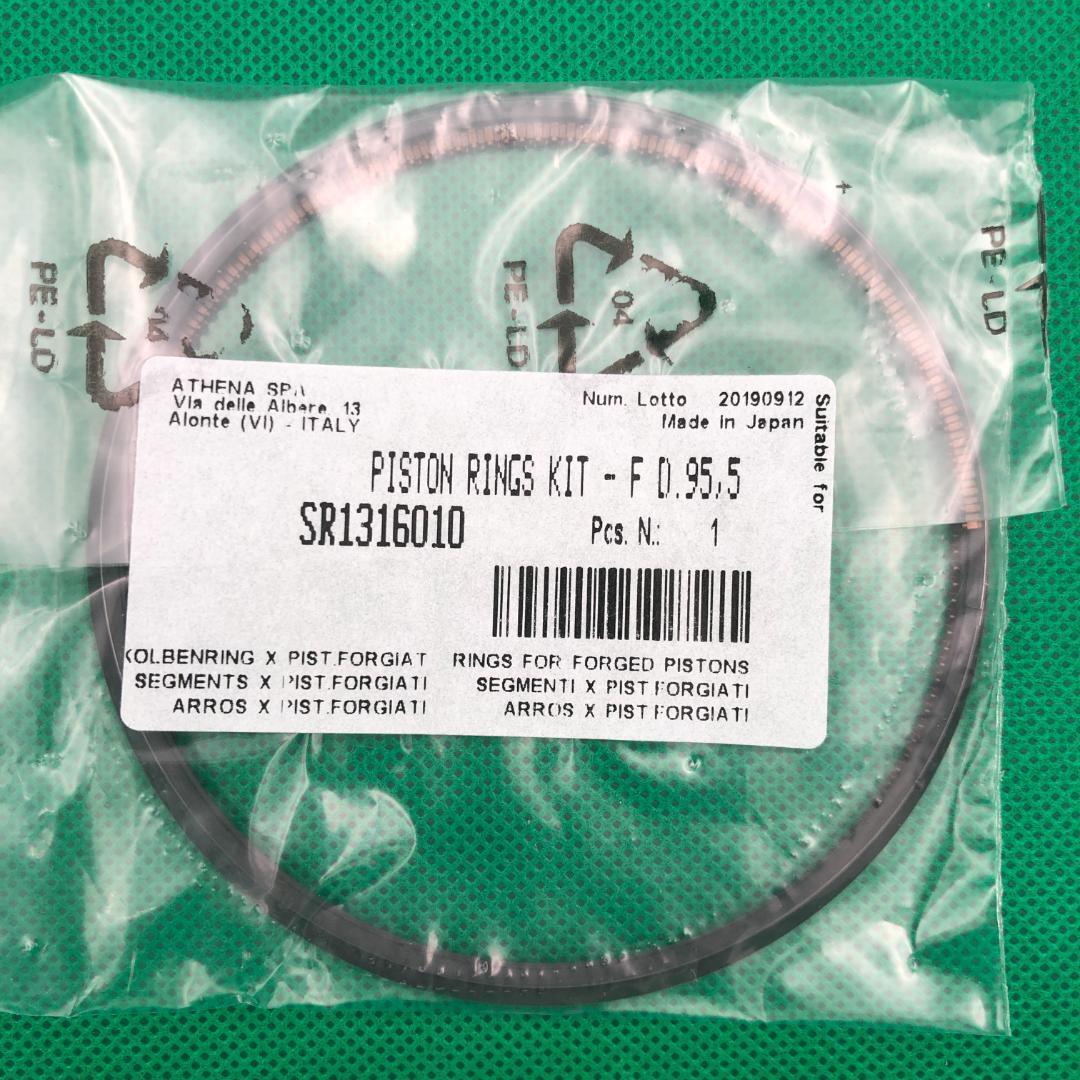 PE-LD
04
PE-LD
04
PE-LD
ATHENA SPA
Via delle Albere, 13
Alonte (VI) - ITALY
Num. Lotto 20190912
Made in Japan
Suitable for
PISTON RINGS KIT - F D.95,5
SR1316010
Pcs. N.: 1
KOLBENRING X PIST.FORGIAT
RINGS FOR FORGED PISTONS
SEGMENTS X PIST.FORGIATI
SEGMENTI X PIST FORGIATI
ARROS X PIST.FORGIATI
ARROS X PIST FORGIATI